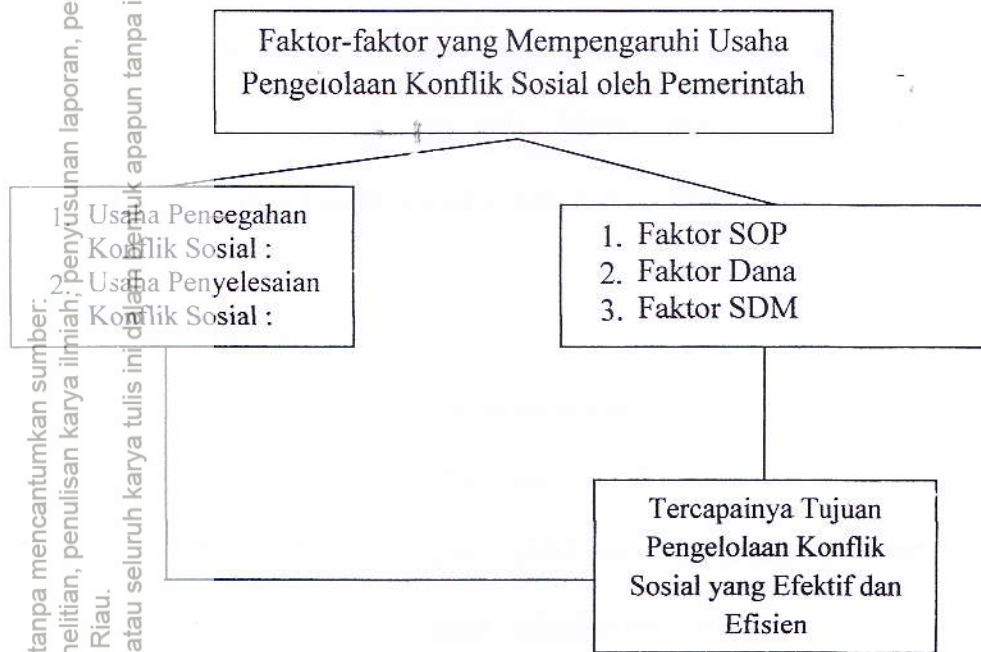 Faktor-faktor yang Mempengaruhi Usaha
Pengelolaan Konflik Sosial oleh Pemerintah
1. Usaha Pencegahan
Konflik Sosial :
2. Usaha Penyelesaian
Konflik Sosial :
1. Faktor SOP
2. Faktor Dana
3. Faktor SDM
Tercapainya Tujuan
Pengelolaan Konflik
Sosial yang Efektif dan
Efisien
tanpa mencantumkan sumber:
penulisan karya ilmiah, penyusunan laporan,
Riau.
atau seluruh karya tulis ini dalam bentuk apapun tanpa